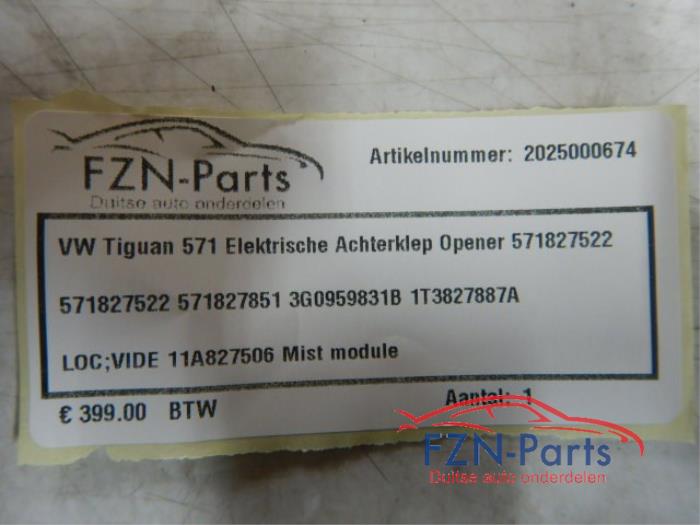 FZN-Parts
Duitse auto onderdelen
Artikelnummer: 2025000674
VW Tiguan 571 Elektrische Achterklep Opener 571827522
571827522 571827851 3G0959831B 1T3827887A
LOC;VIDE 11A827506 Mist module
€ 399.00 BTW
Aantal: 1
FZN-Parts
Duitse auto onderdelen